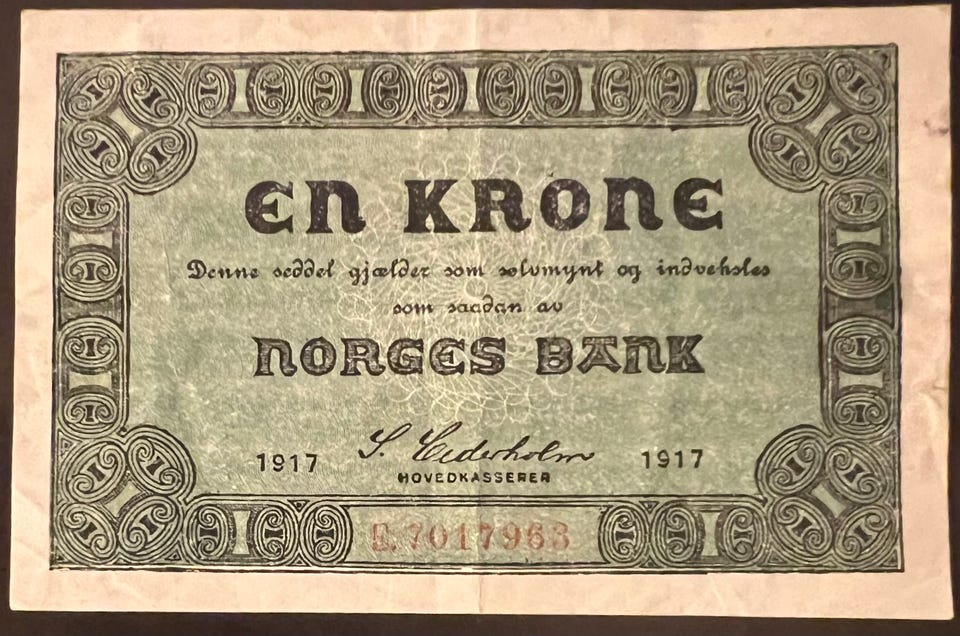 EN KRONE
Denne seddel gjælder som sølvmynt og indveksles
som saadan av
NORGES BANK
1917 S. Cederholm 1917
HOVEDKASSERER
E.7017963